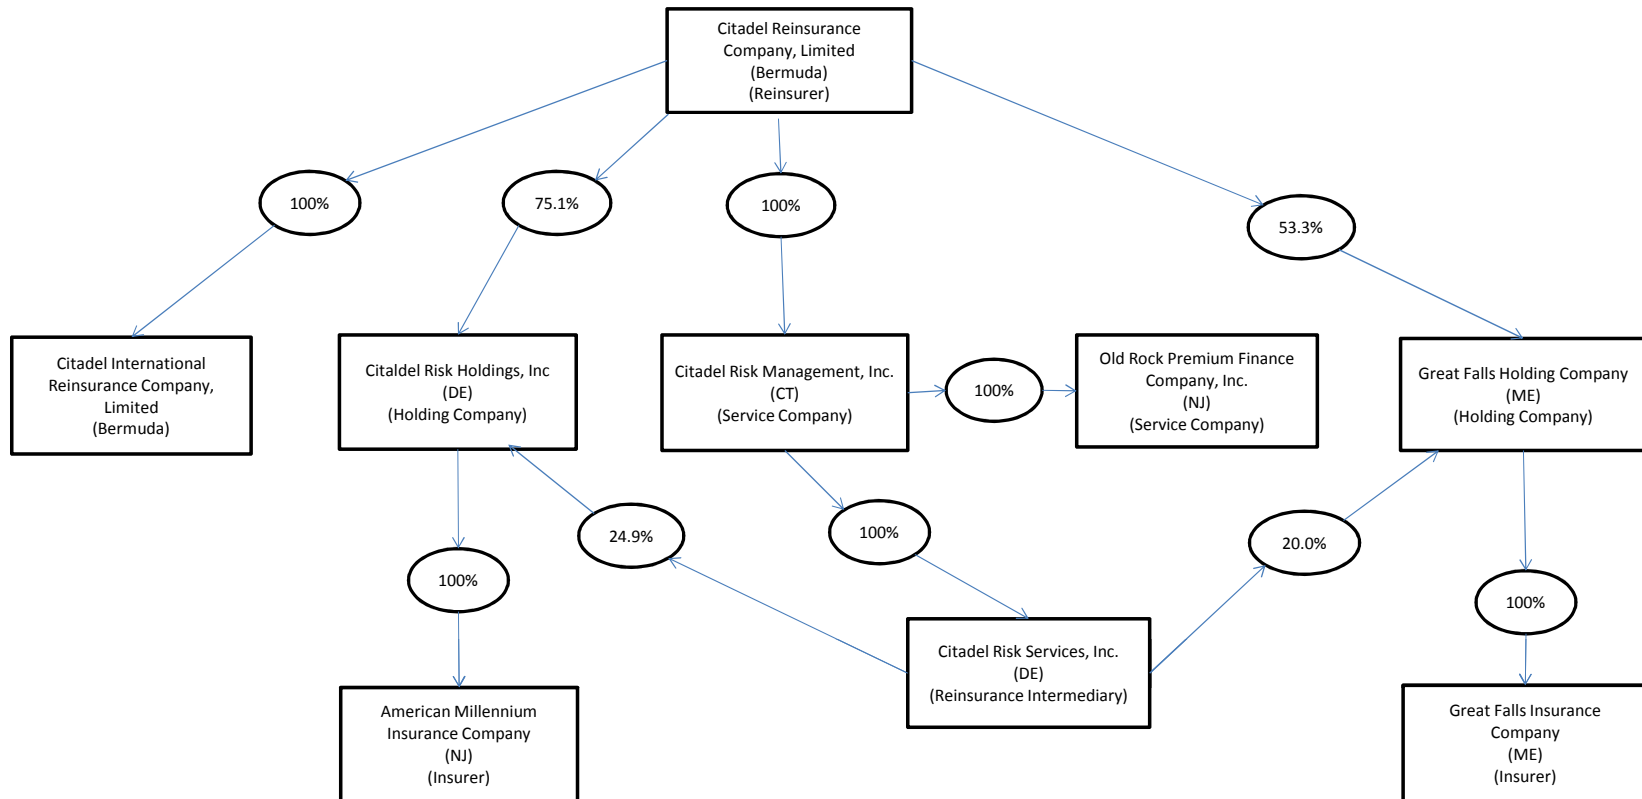 Citadel Reinsurance
Company, Limited
(Bermuda)
(Reinsurer)
100%
75.1%
100%
53.3%
Citadel International
Reinsurance Company,
Limited
(Bermuda)
Citaldel Risk Holdings, Inc
(DE)
(Holding Company)
Citadel Risk Management, Inc.
(CT)
(Service Company)
100%
Old Rock Premium Finance
Company, Inc.
(NJ)
(Service Company)
Great Falls Holding Company
(ME)
(Holding Company)
24.9%
100%
20.0%
100%
100%
Citadel Risk Services, Inc.
(DE)
(Reinsurance Intermediary)
American Millennium
Insurance Company
(NJ)
(Insurer)
Great Falls Insurance
Company
(ME)
(Insurer)